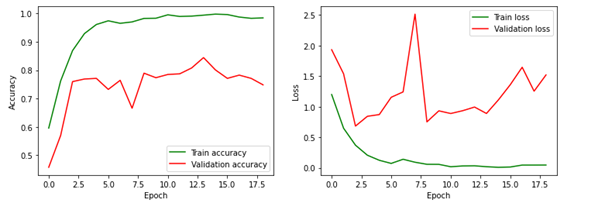 1.0
0.9
0.8
0.7
0.6
0.5
Accuracy
Train accuracy
Validation accuracy
0.0 2.5 5.0 7.5 10.0 12.5 15.0 17.5
Epoch
2.5
2.0
1.5
1.0
0.5
0.0
Loss
Train loss
Validation loss
0.0 2.5 5.0 7.5 10.0 12.5 15.0 17.5
Epoch